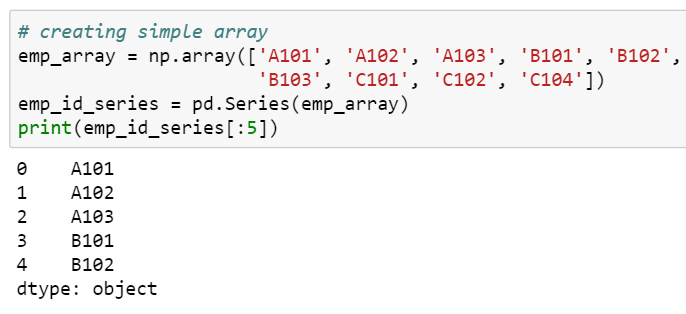 # creating simple array
emp_array = np.array(['A101', 'A102', 'A103', 'B101', 'B102',
'B103', 'C101', 'C102', 'C104'])
emp_id_series = pd.Series(emp_array)
print(emp_id_series[:5])
0 A101
1 A102
2 A103
3 B101
4 B102
dtype: object